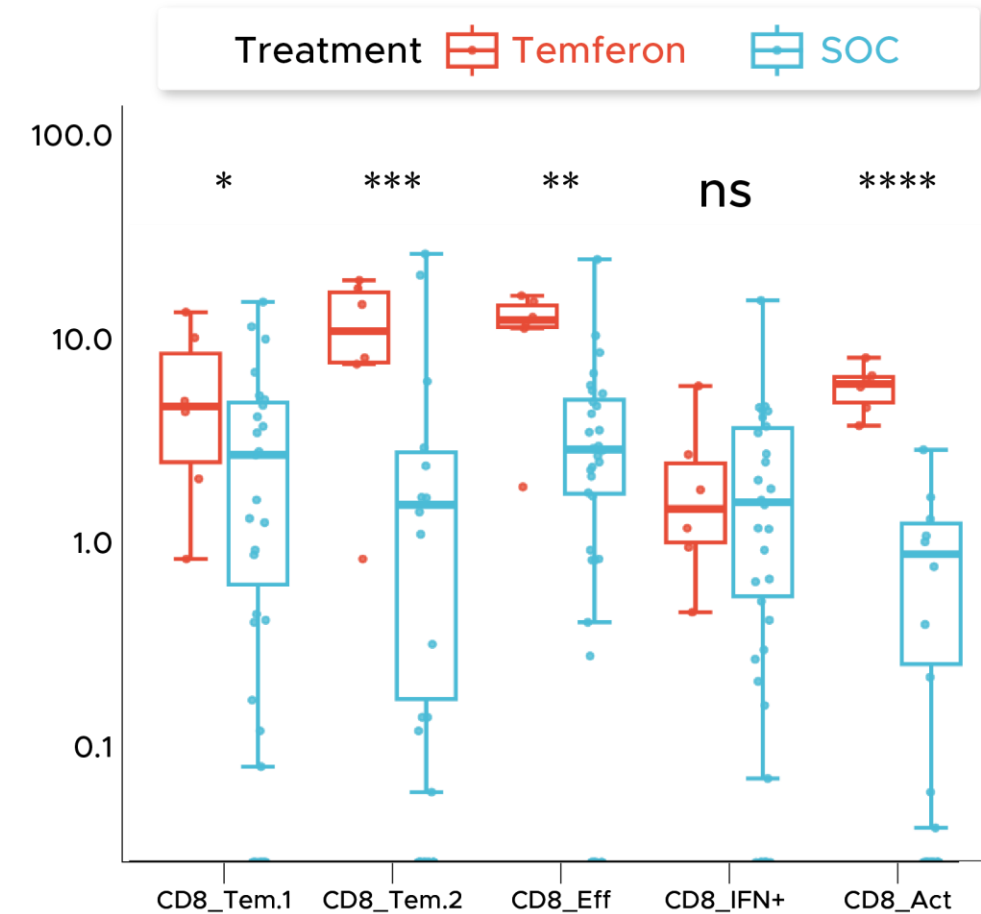 Treatment Temferon SOC
100.0
* *** ** ns ****
10.0
1.0
0.1
CD8_Tem.1 CD8_Tem.2 CD8_Eff CD8_IFN+ CD8_Act